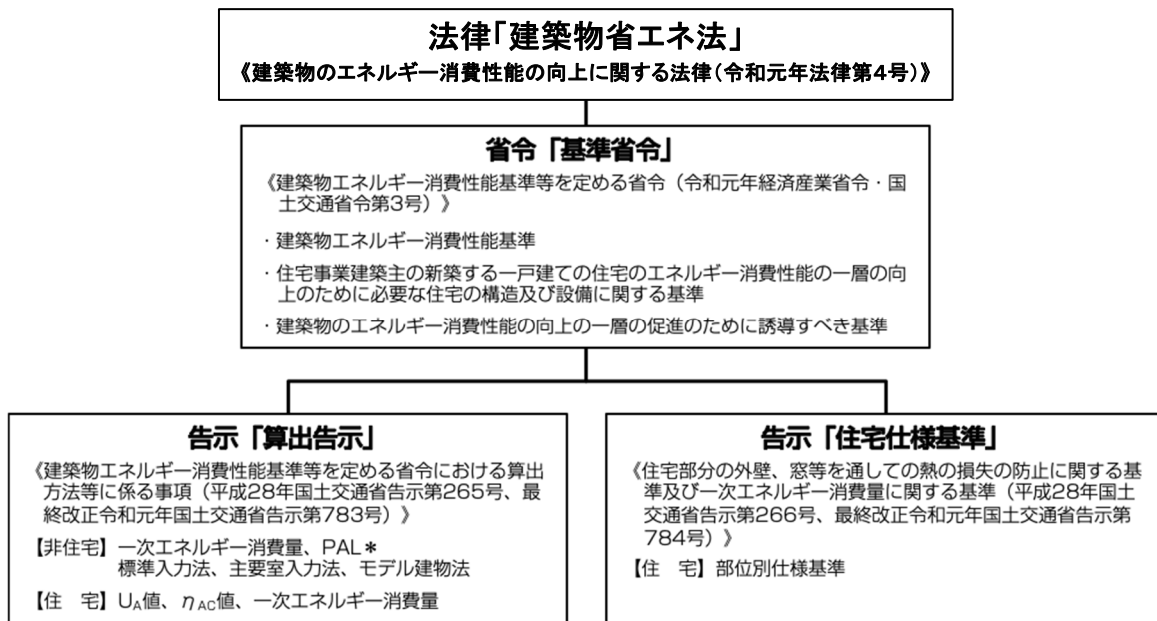 法律「建築物省エネ法」
《建築物のエネルギー消費性能の向上に関する法律(令和元年法律第4号)》
省令「基準省令」
《建築物エネルギー消費性能基準等を定める省令（令和元年経済産業省令・国
土交通省令第3号）》
・建築物エネルギー消費性能基準
・住宅事業建築主の新築する一戸建ての住宅のエネルギー消費性能の一層の向
上のために必要な住宅の構造及び設備に関する基準
・建築物のエネルギー消費性能の向上の一層の促進のために誘導すべき基準
告示「算出告示」
《建築物エネルギー消費性能基準等を定める省令における算出
方法等に係る事項（平成28年国土交通省告示第265号、最
終改正令和元年国土交通省告示第783号）》
【非住宅】一次エネルギー消費量、PAL＊
標準入力法、主要室入力法、モデル建物法
【住　宅】UA値、ηAC値、一次エネルギー消費量
告示「住宅仕様基準」
《住宅部分の外壁、窓等を通しての熱の損失の防止に関する基
準及び一次エネルギー消費量に関する基準（平成28年国土
交通省告示第266号、最終改正令和元年国土交通省告示第
784号）》
【住　宅】部位別仕様基準